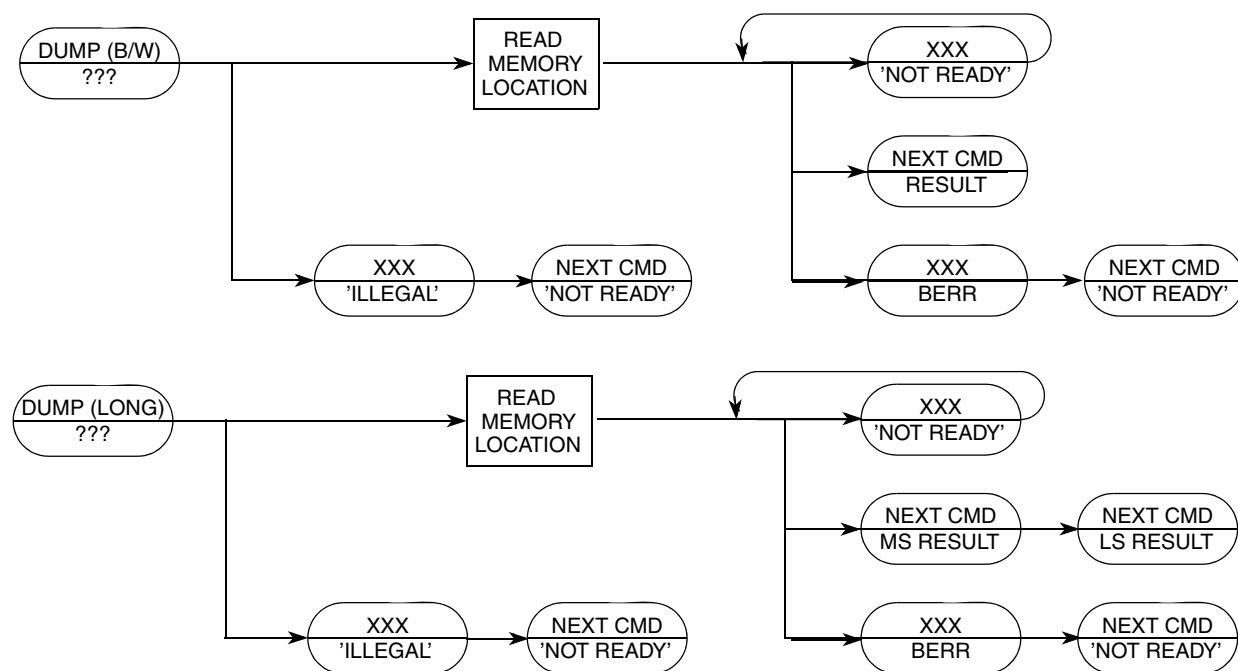 DUMP (B/W)
???
READ
MEMORY
LOCATION
XXX
'NOT READY'
NEXT CMD
RESULT
XXX
'ILLEGAL'
NEXT CMD
'NOT READY'
XXX
BERR
NEXT CMD
'NOT READY'
DUMP (LONG)
???
READ
MEMORY
LOCATION
XXX
'NOT READY'
NEXT CMD
MS RESULT
NEXT CMD
LS RESULT
XXX
'ILLEGAL'
NEXT CMD
'NOT READY'
XXX
BERR
NEXT CMD
'NOT READY'